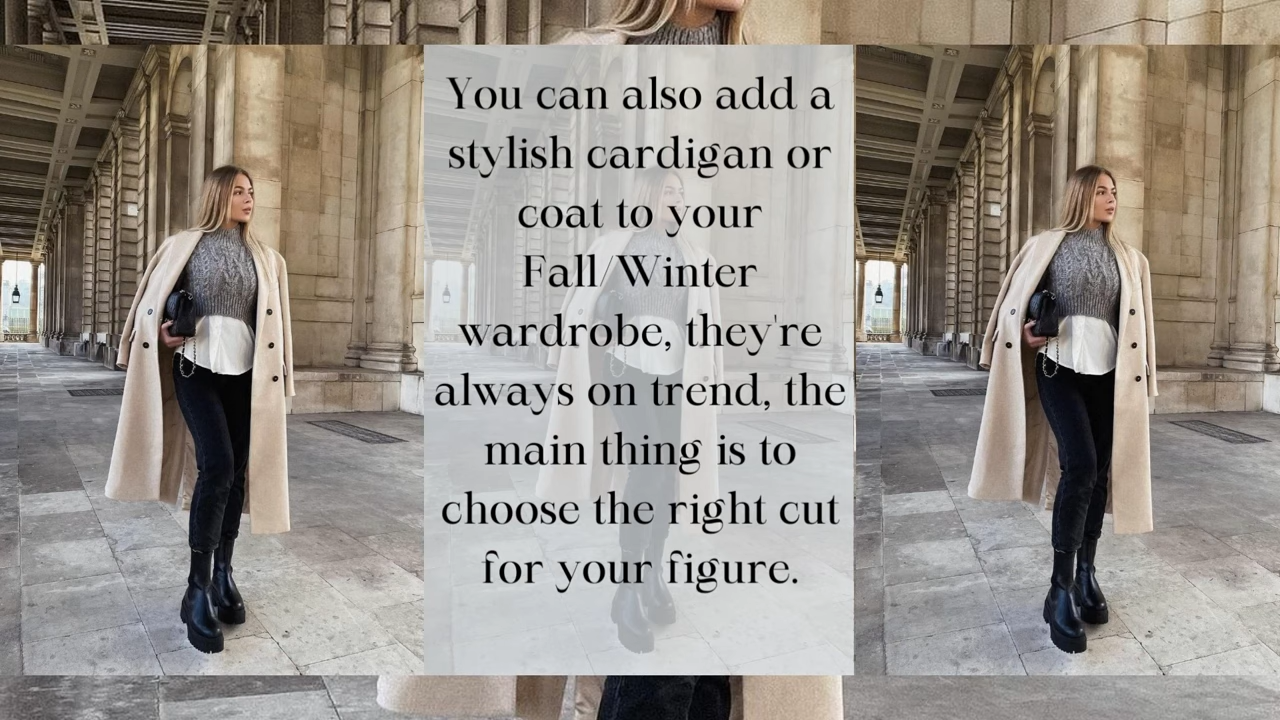 You can also add a
stylish cardigan or
coat to your
Fall/Winter
wardrobe, they're
always on trend, the
main thing is to
choose the right cut
for your figure.